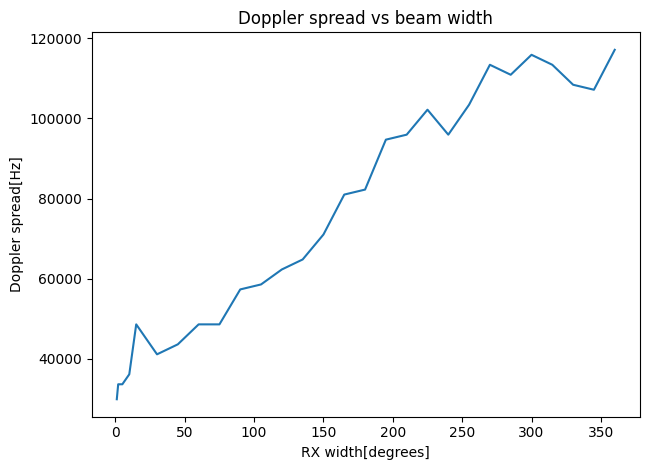 Doppler spread vs beam width
120000
100000
80000
60000
40000
Doppler spread[Hz]
0 50 100 150 200 250 300 350
RX width[degrees]